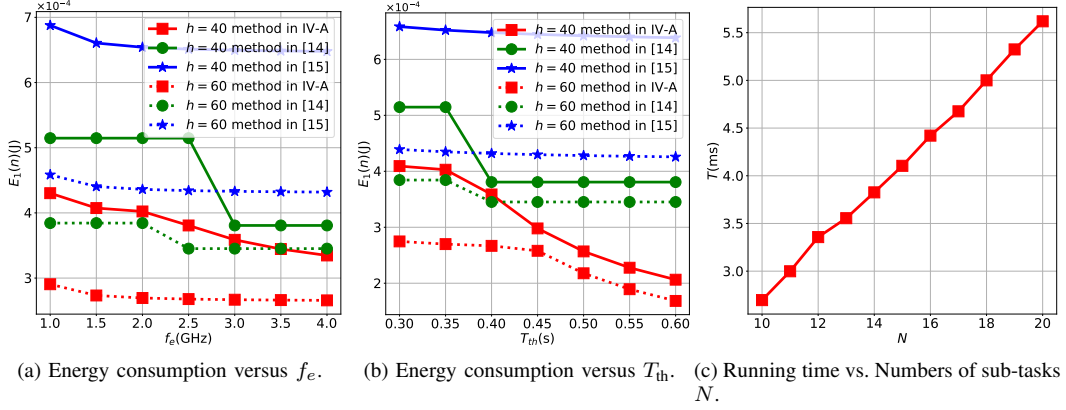 ×10⁻⁴
7
6
5
4
3
E₁(n)(J)
h = 40 method in IV-A
h = 40 method in [14]
h = 40 method in [15]
h = 60 method in IV-A
h = 60 method in [14]
h = 60 method in [15]
1.0 1.5 2.0 2.5 3.0 3.5 4.0
fₑ(GHz)
(a) Energy consumption versus fₑ.
×10⁻⁴
6
5
4
3
2
E₁(n)(J)
h = 40 method in IV-A
h = 40 method in [14]
h = 40 method in [15]
h = 60 method in IV-A
h = 60 method in [14]
h = 60 method in [15]
0.30 0.35 0.40 0.45 0.50 0.55 0.60
Tₜₕ(s)
(b) Energy consumption versus Tₜₕ.
5.5
5.0
4.5
4.0
3.5
3.0
T(ms)
10 12 14 16 18 20
N
(c) Running time vs. Numbers of sub-tasks
N.